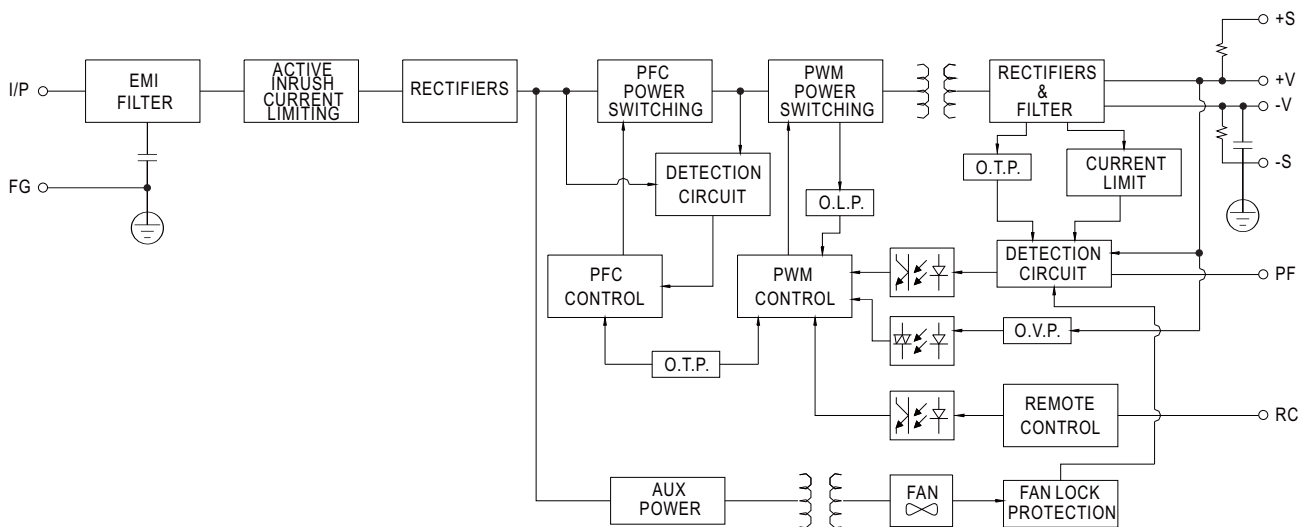 +S
I/P
EMI
FILTER
ACTIVE
INRUSH
CURRENT
LIMITING
RECTIFIERS
PFC
POWER
SWITCHING
PWM
POWER
SWITCHING
RECTIFIERS
&
FILTER
+V
-V
FG
DETECTION
CIRCUIT
O.L.P.
O.T.P.
CURRENT
LIMIT
-S
PFC
CONTROL
PWM
CONTROL
DETECTION
CIRCUIT
PF
O.T.P.
O.V.P.
REMOTE
CONTROL
RC
AUX
POWER
FAN
FAN LOCK
PROTECTION